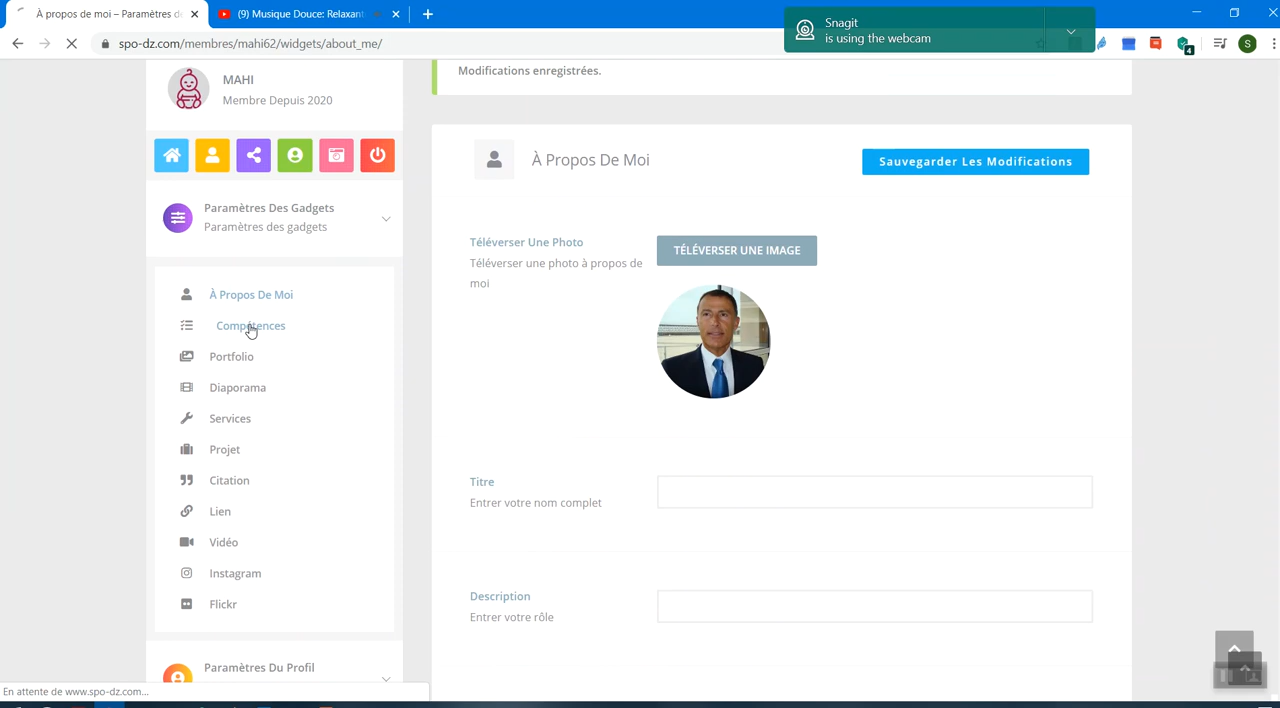 À propos de moi – Paramètres de
(9) Musique Douce: Relaxant
Snagit
is using the webcam
spo-dz.com/membres/mahi62/widgets/about_me/
4
S
MAHI
Membre Depuis 2020
Modifications enregistrées.
À Propos De Moi
Sauvegarder Les Modifications
Paramètres Des Gadgets
Paramètres des gadgets
Téléverser Une Photo
Téléverser une photo à propos de
moi
TÉLÉVERSER UNE IMAGE
À Propos De Moi
Compétences
Portfolio
Diaporama
Services
Projet
Citation
Lien
Vidéo
Instagram
Flickr
Titre
Entrer votre nom complet
Description
Entrer votre rôle
Paramètres Du Profil
En attente de www.spo-dz.com...